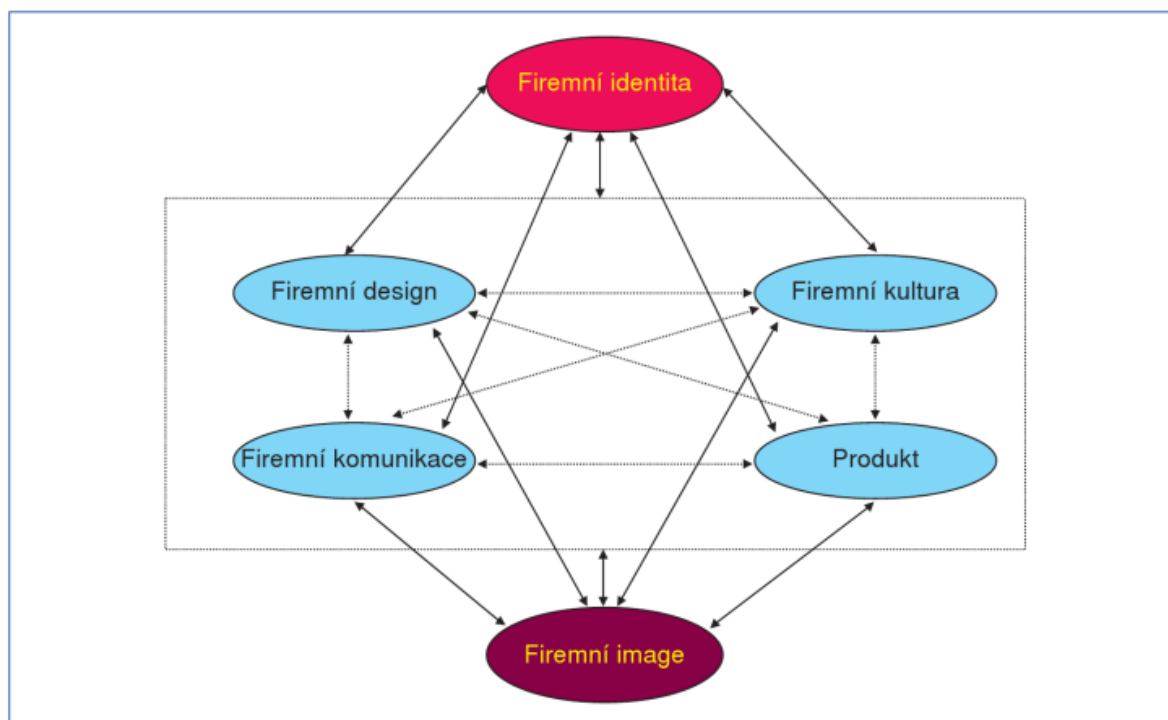 Firemní identita
Firemní design
Firemní kultura
Firemní komunikace
Produkt
Firemní image